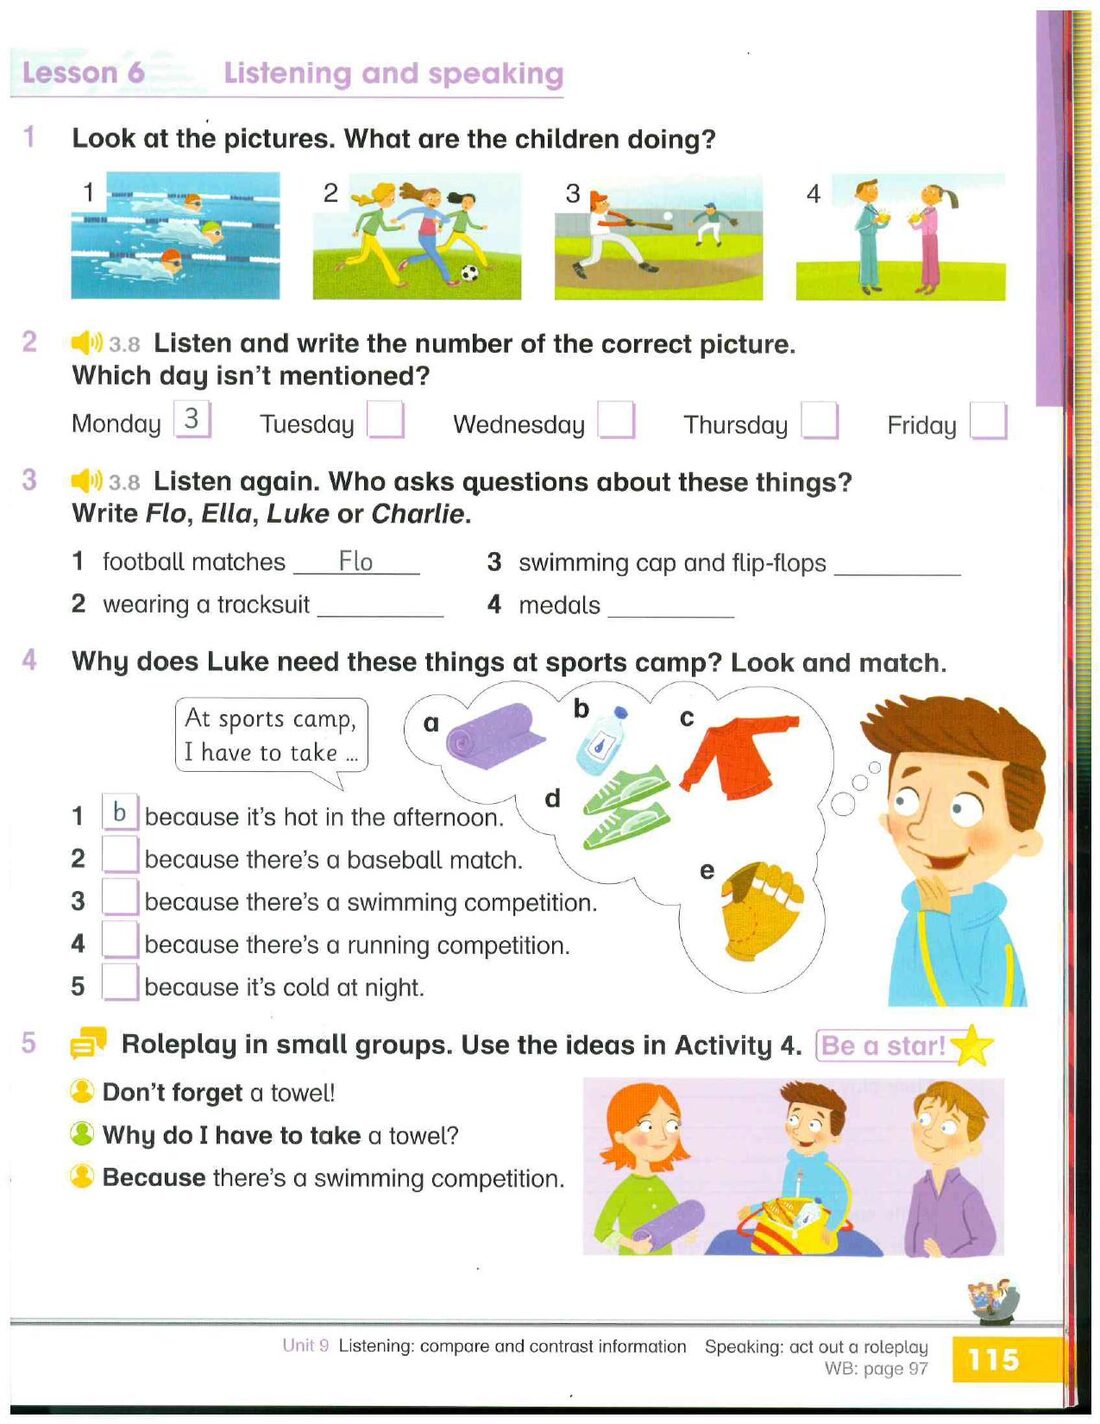 Lesson 6 Listening and speaking
1 Look at the pictures. What are the children doing?
1 2 3 4
2 3.8 Listen and write the number of the correct picture.
Which day isn't mentioned?
Monday 3 Tuesday Wednesday Thursday Friday
3 3.8 Listen again. Who asks questions about these things?
Write Flo, Ella, Luke or Charlie.
1 football matches Flo 3 swimming cap and flip-flops
2 wearing a tracksuit 4 medals
4 Why does Luke need these things at sports camp? Look and match.
At sports camp,
I have to take ...
a b c
d
e
1 b because it's hot in the afternoon.
2 because there's a baseball match.
3 because there's a swimming competition.
4 because there's a running competition.
5 because it's cold at night.
5 Roleplay in small groups. Use the ideas in Activity 4. Be a star!
Don't forget a towel!
Why do I have to take a towel?
Because there's a swimming competition.
Unit 9 Listening: compare and contrast information Speaking: act out a roleplay
WB: page 97
115